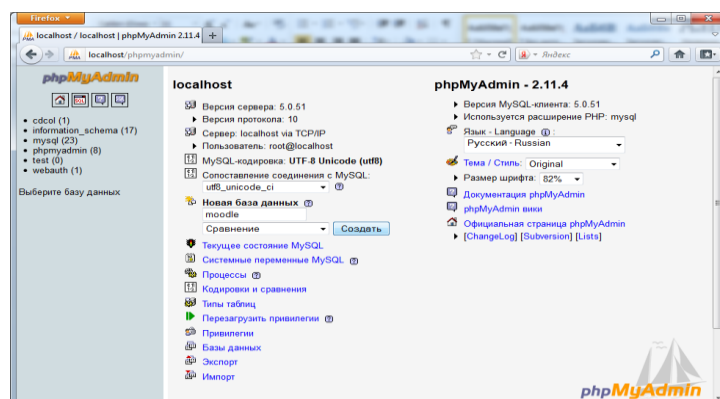 Firefox
localhost / localhost | phpMyAdmin 2.11.4
localhost/phpmyadmin/
Яндекс
phpMyAdmin
SQL
cdcol (1)
information_schema (17)
mysql (23)
phpmyadmin (8)
test (0)
webauth (1)
Выберите базу данных
localhost
Версия сервера: 5.0.51
Версия протокола: 10
Сервер: localhost via TCP/IP
Пользователь: root@localhost
MySQL-кодировка: UTF-8 Unicode (utf8)
Сопоставление соединения с MySQL:
utf8_unicode_ci
Новая база данных
moodle
Сравнение
Создать
Текущее состояние MySQL
Системные переменные MySQL
Процессы
Кодировки и сравнения
Типы таблиц
Перезагрузить привилегии
Привилегии
Базы данных
Экспорт
Импорт
phpMyAdmin - 2.11.4
Версия MySQL-клиента: 5.0.51
Используется расширение PHP: mysql
Язык - Language :
Русский - Russian
Тема / Стиль: Original
Размер шрифта: 82%
Документация phpMyAdmin
phpMyAdmin вики
Официальная страница phpMyAdmin
[ChangeLog] [Subversion] [Lists]
phpMyAdmin